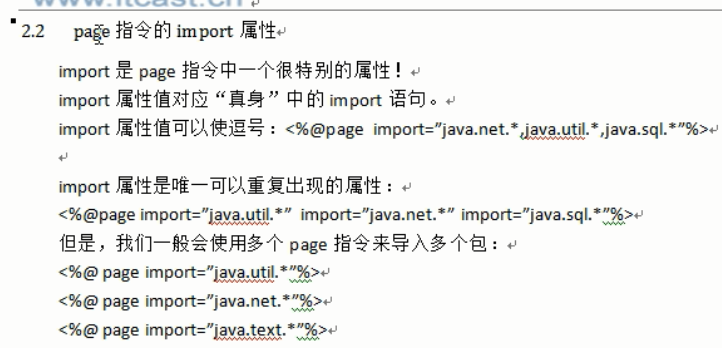 www.itcast.cn
2.2 page 指令的 import 属性
import 是 page 指令中一个很特别的属性！
import 属性值对应“真身”中的 import 语句。
import 属性值可以使逗号：<%@page import=”java.net.*,java.util.*,java.sql.*”%>
import 属性是唯一可以重复出现的属性：
<%@page import=”java.util.*” import=”java.net.*” import=”java.sql.*”%>
但是，我们一般会使用多个 page 指令来导入多个包：
<%@ page import=”java.util.*”%>
<%@ page import=”java.net.*”%>
<%@ page import=”java.text.*”%>